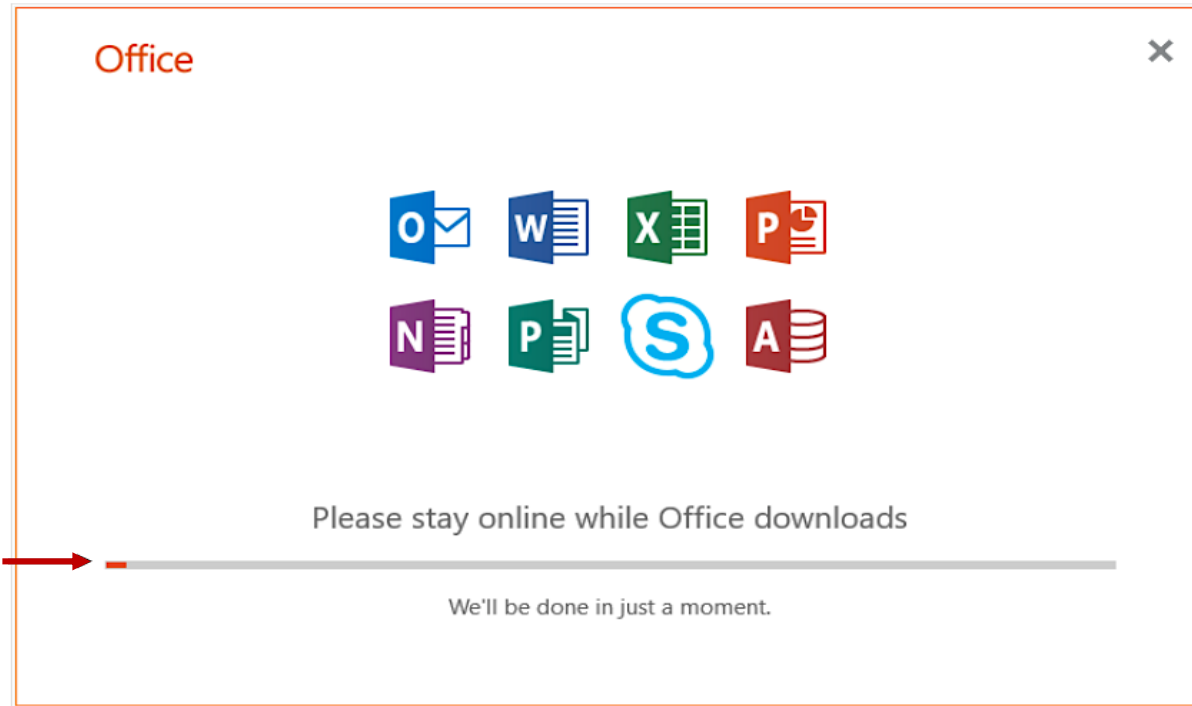 Office
O W X P
N P S A
Please stay online while Office downloads
We'll be done in just a moment.